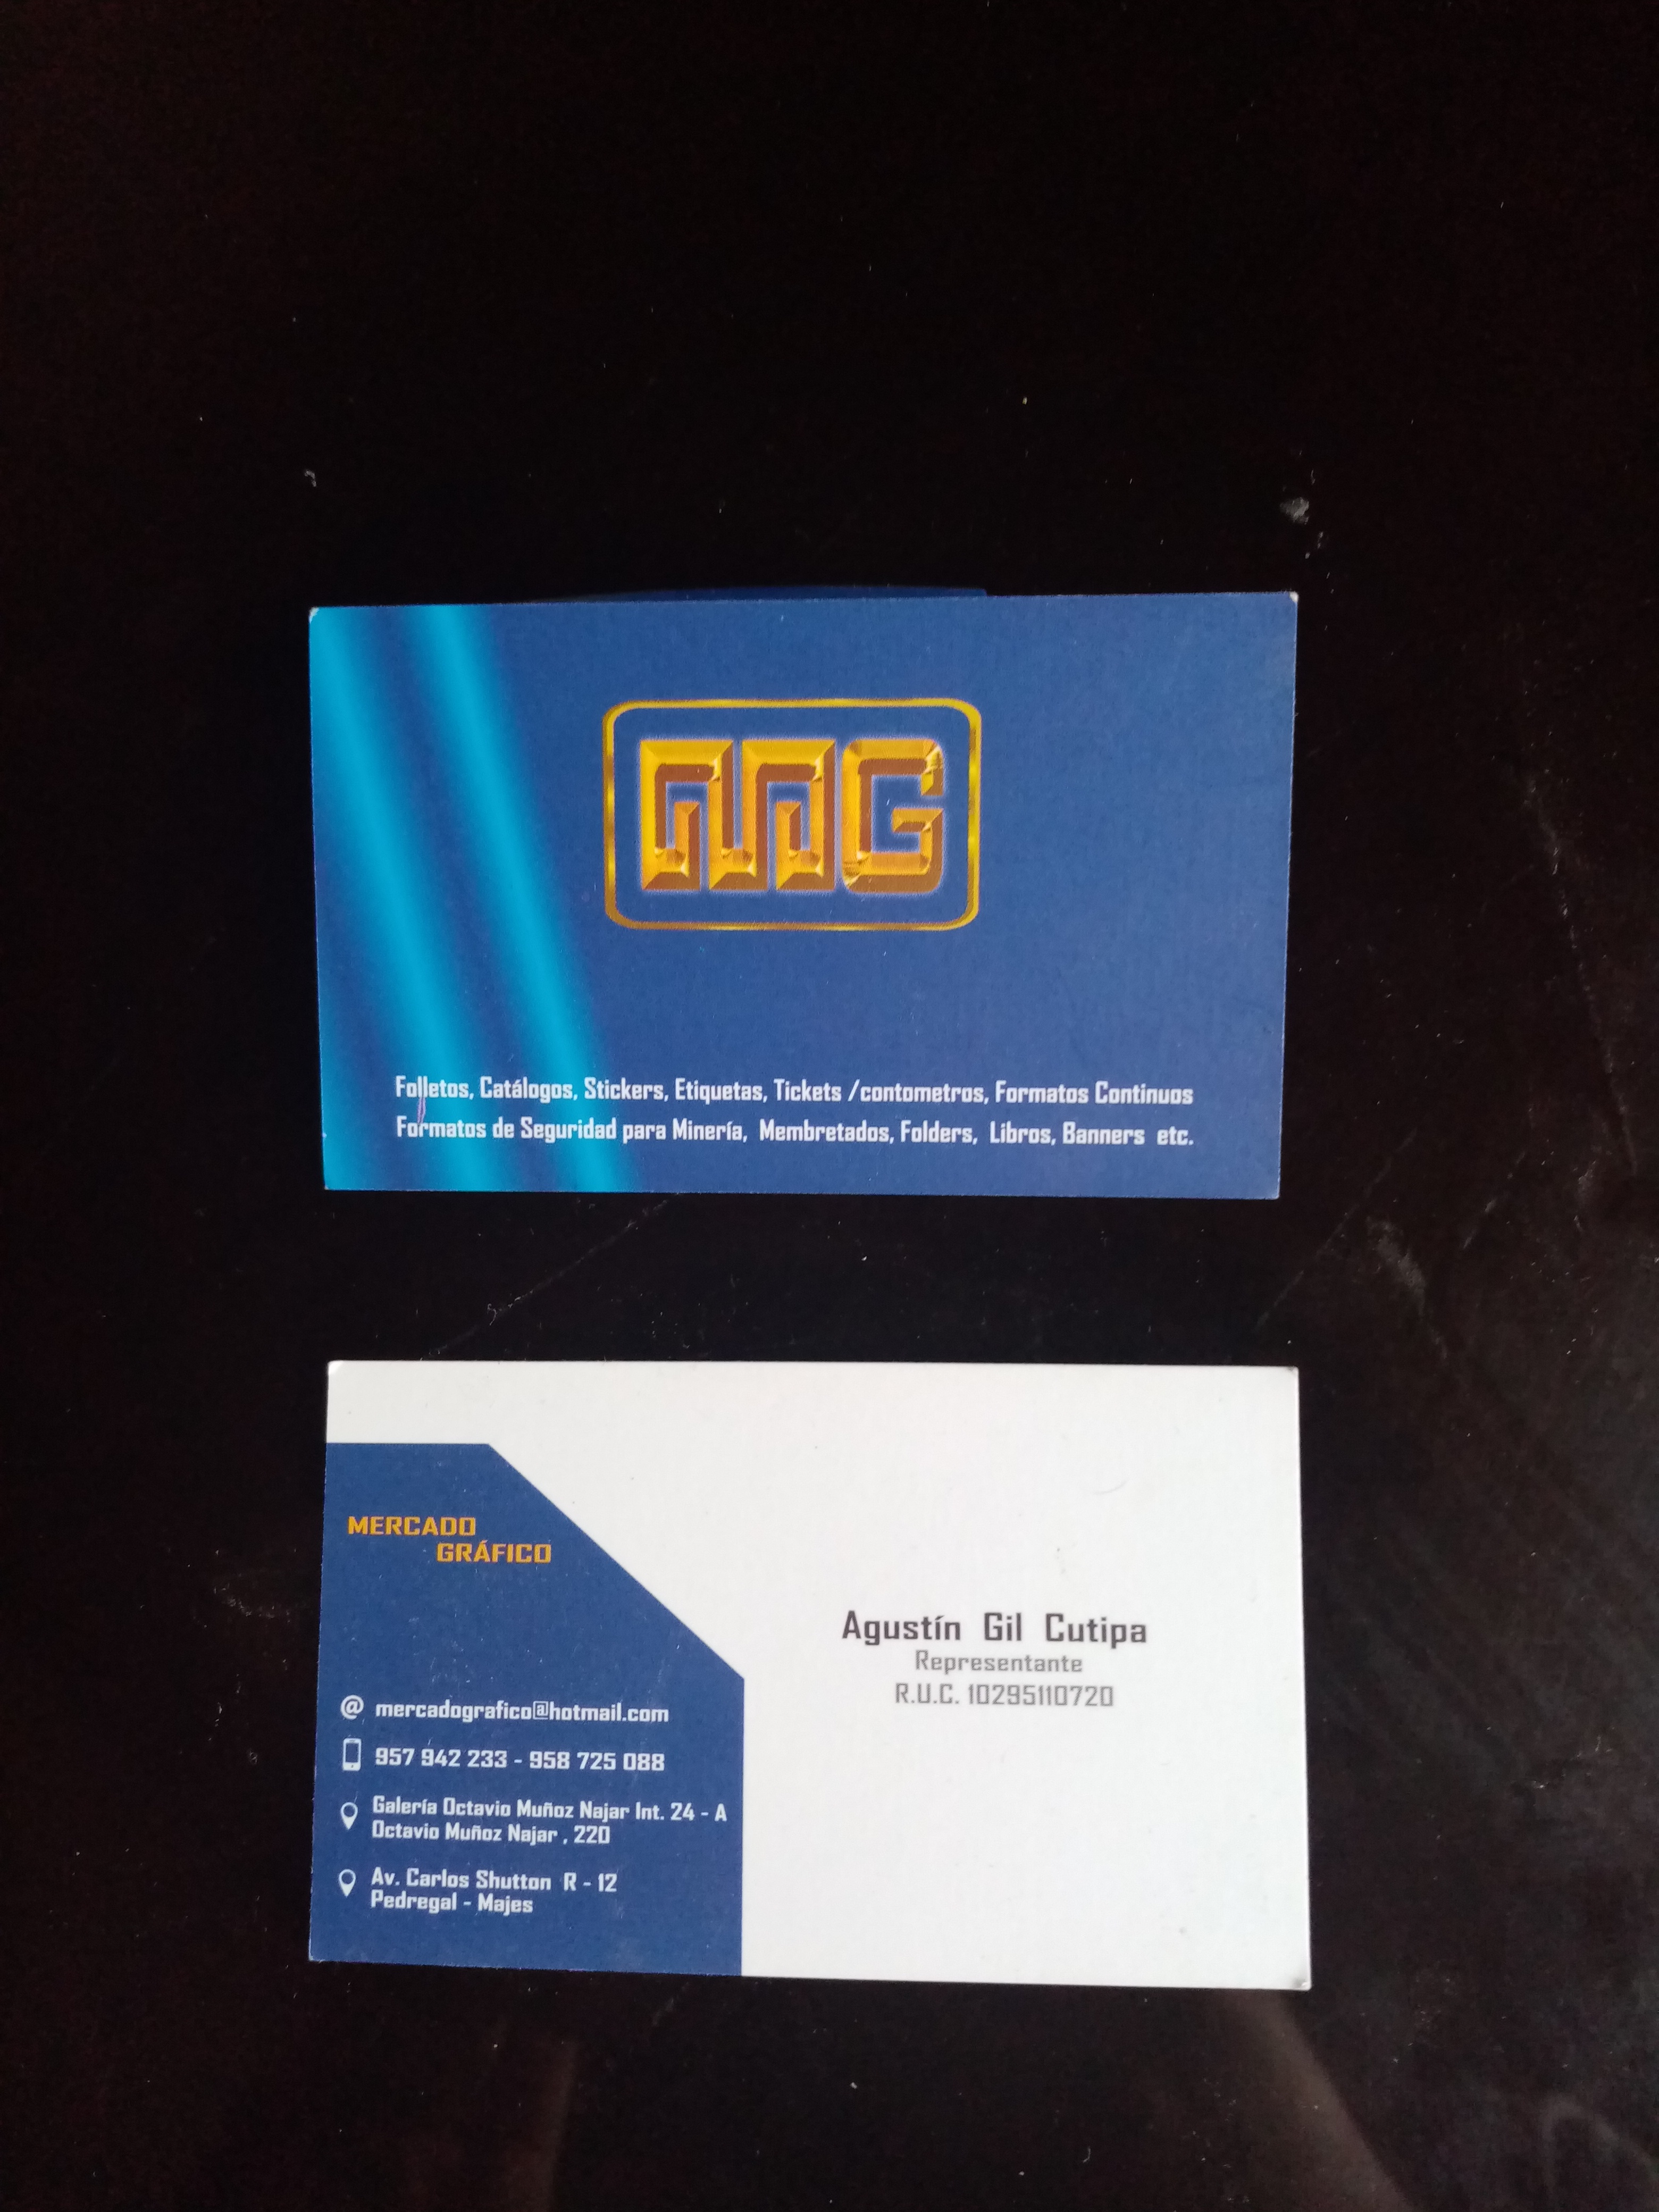 MG
Folletos, Catálogos, Stickers, Etiquetas, Tickets /contometros, Formatos Continuos
Formatos de Seguridad para Minería, Membretados, Folders, Libros, Banners etc.
MERCADO
GRÁFICO
@ mercadografico@hotmail.com
957 942 233 - 958 725 088
Galería Octavio Muñoz Najar Int. 24 - A
Octavio Muñoz Najar , 220
Av. Carlos Shutton R - 12
Pedregal - Majes
Agustín Gil Cutipa
Representante
R.U.C. 10295110720